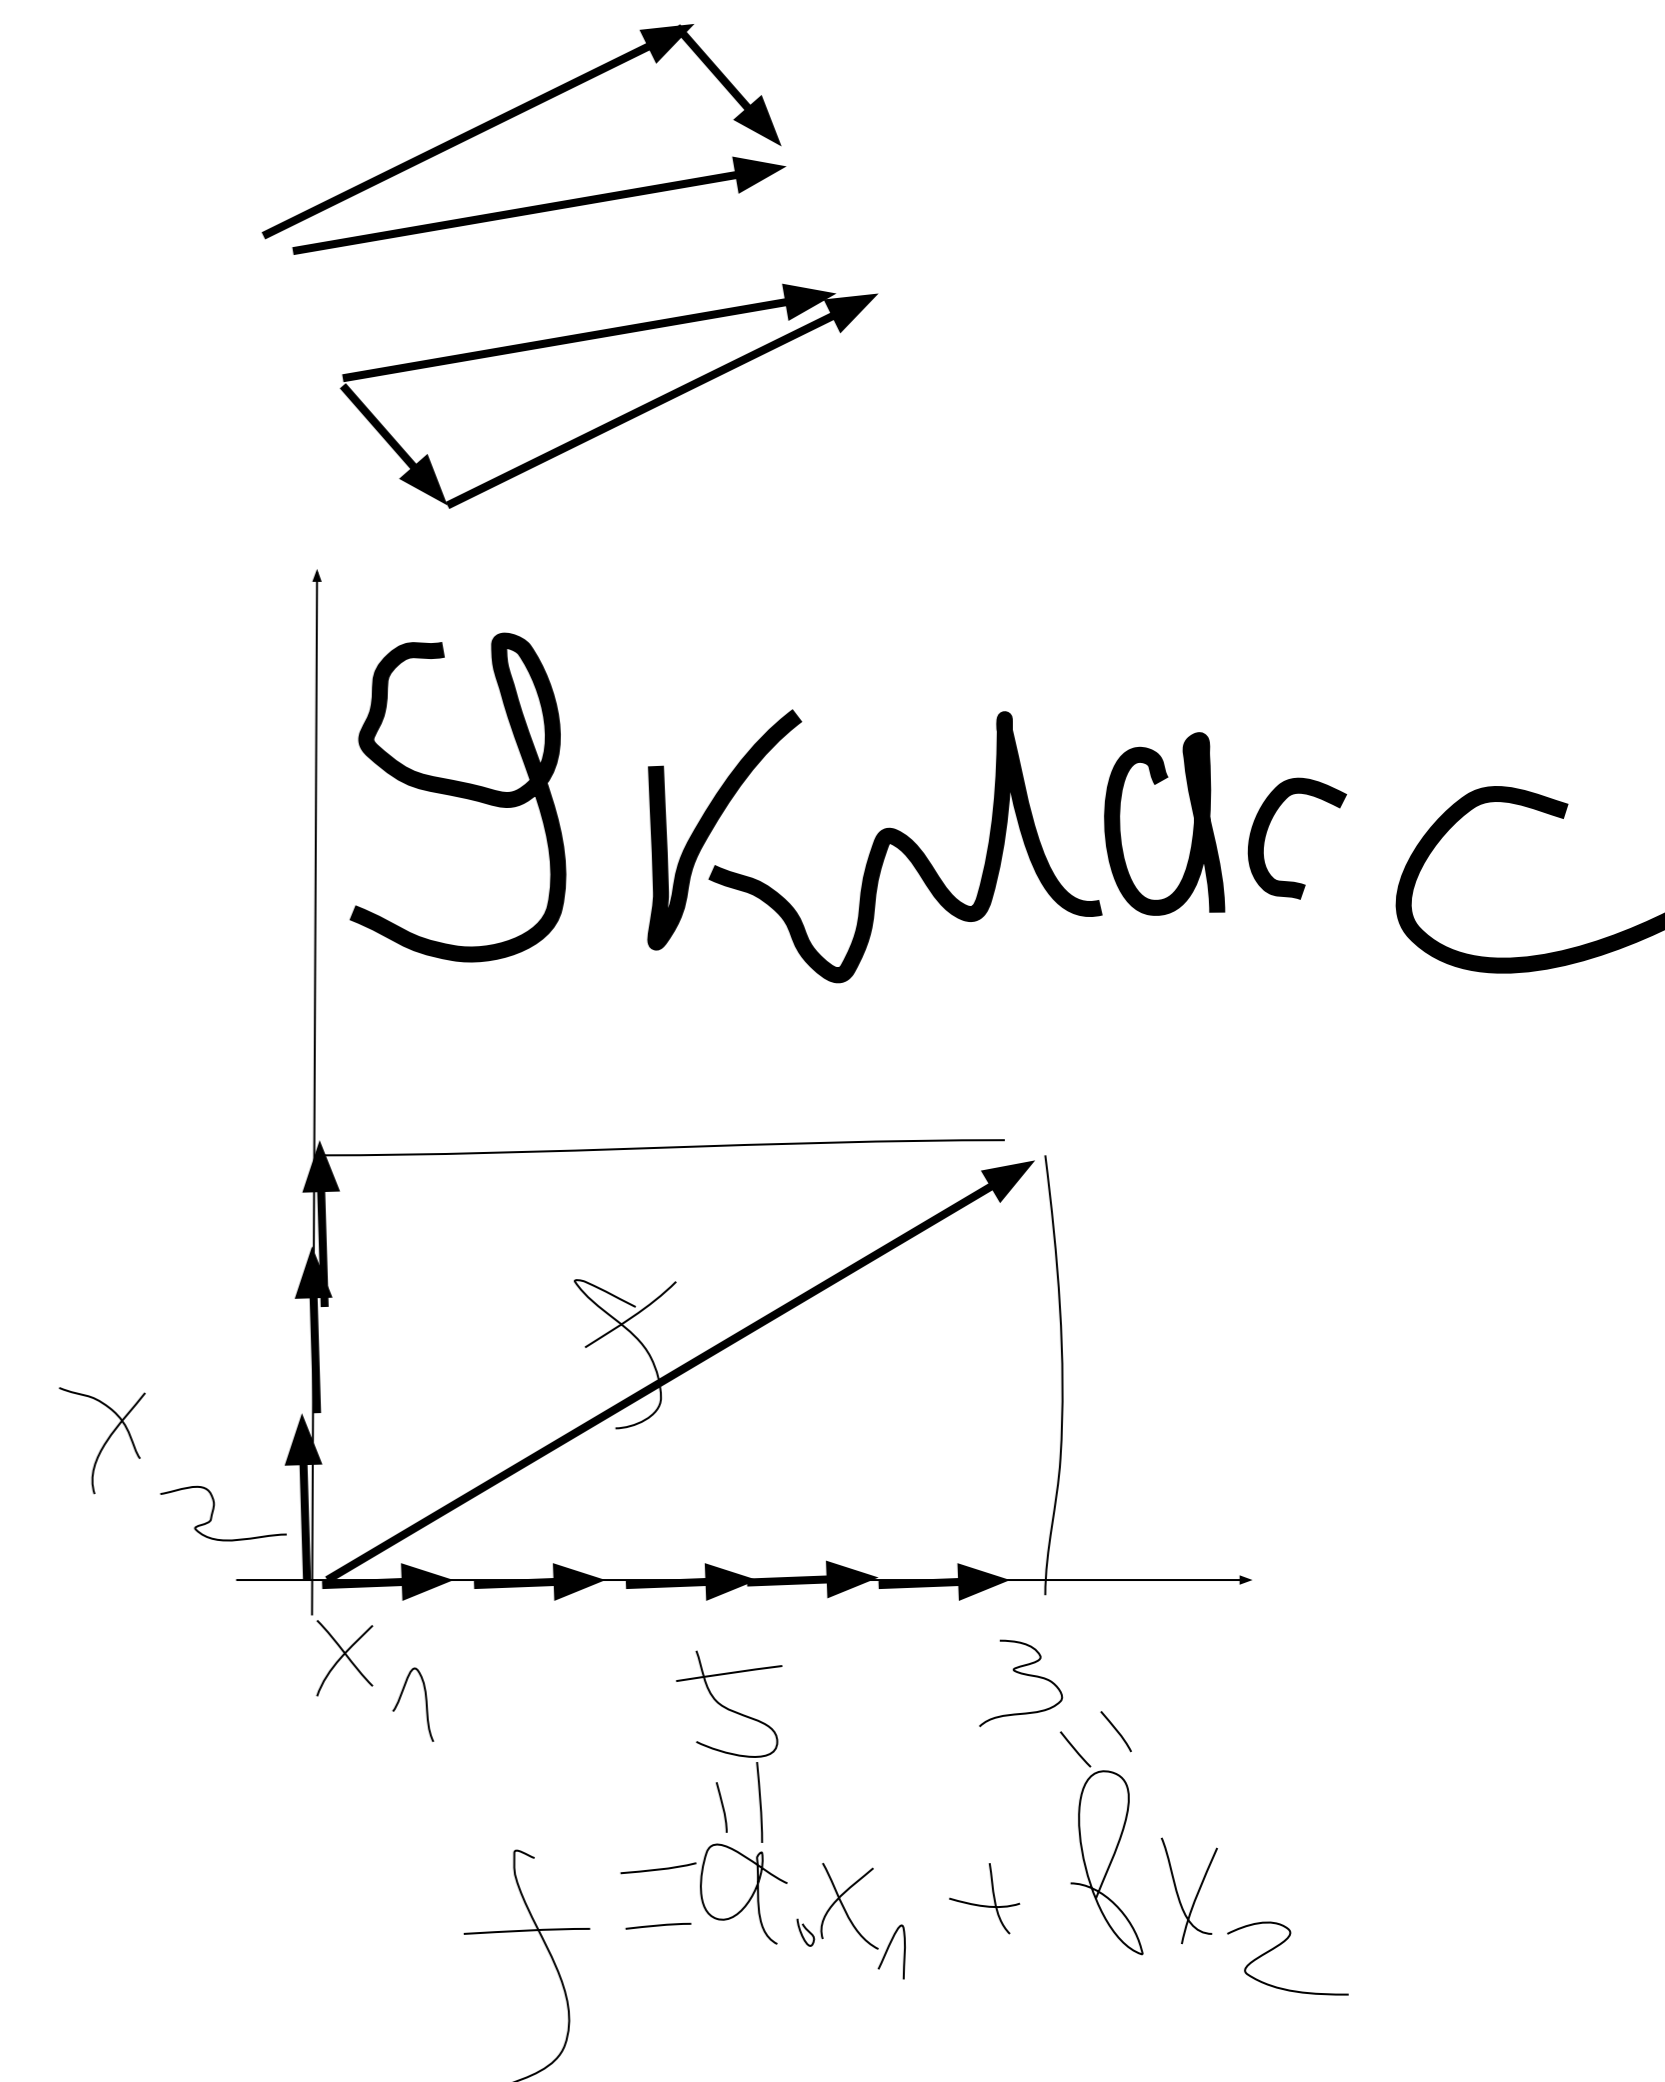 9 класс
f
x₂
x₁ 5 3
॥ ॥
f = a, x₁ + b x₂